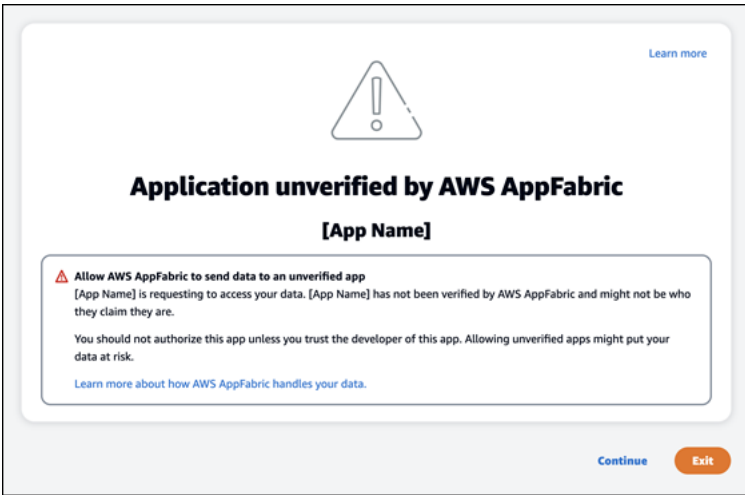 Learn more
Application unverified by AWS AppFabric
[App Name]
Allow AWS AppFabric to send data to an unverified app
[App Name] is requesting to access your data. [App Name] has not been verified by AWS AppFabric and might not be who
they claim they are.
You should not authorize this app unless you trust the developer of this app. Allowing unverified apps might put your
data at risk.
Learn more about how AWS AppFabric handles your data.
Continue
Exit